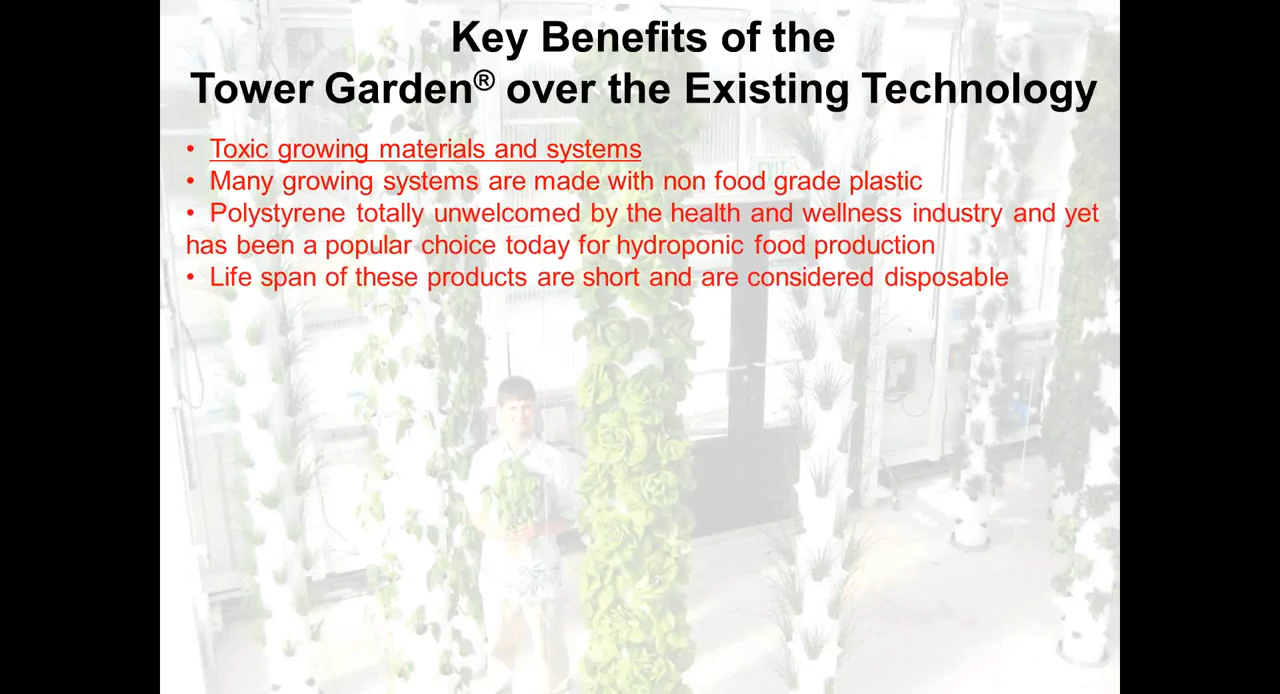 Key Benefits of the
Tower Garden® over the Existing Technology
• Toxic growing materials and systems
• Many growing systems are made with non food grade plastic
• Polystyrene totally unwelcomed by the health and wellness industry and yet
has been a popular choice today for hydroponic food production
• Life span of these products are short and are considered disposable
EXIT